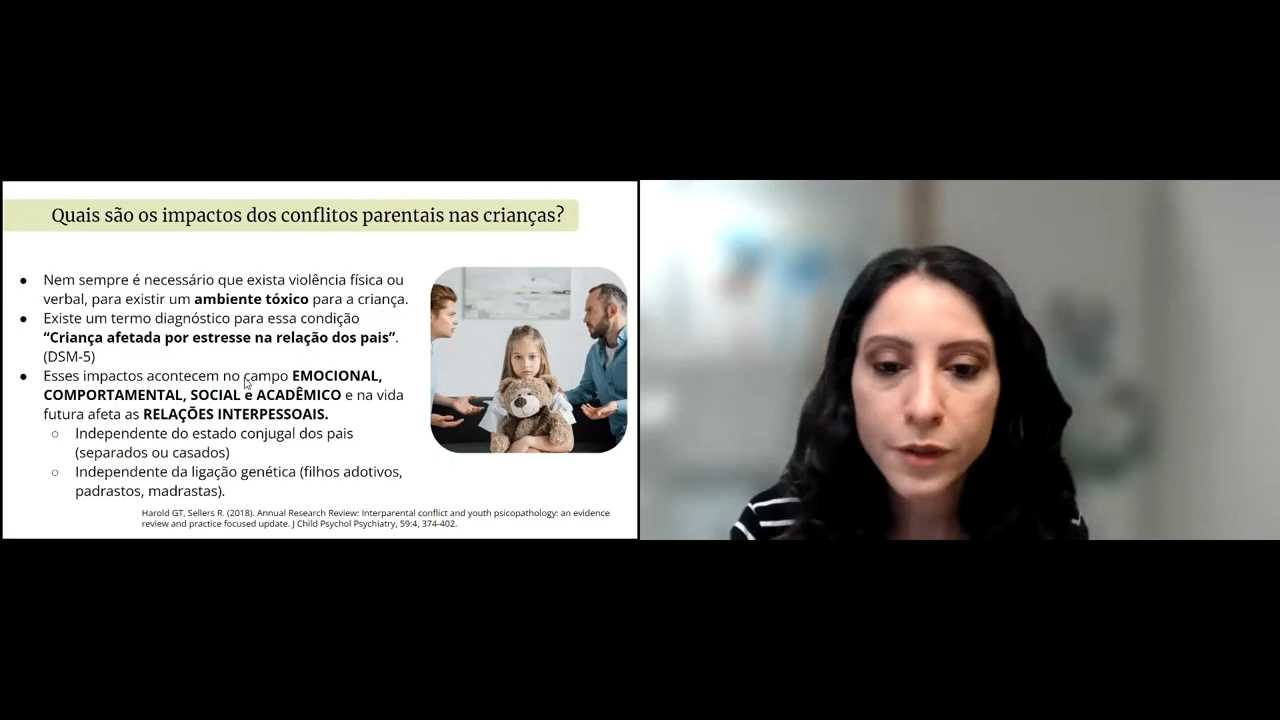 Quais são os impactos dos conflitos parentais nas crianças?
● Nem sempre é necessário que exista violência física ou
verbal, para existir um ambiente tóxico para a criança.
● Existe um termo diagnóstico para essa condição
“Criança afetada por estresse na relação dos pais”.
(DSM-5)
● Esses impactos acontecem no campo EMOCIONAL,
COMPORTAMENTAL, SOCIAL e ACADÊMICO e na vida
futura afeta as RELAÇÕES INTERPESSOAIS.
○ Independente do estado conjugal dos pais
(separados ou casados)
○ Independente da ligação genética (filhos adotivos,
padrastos, madrastas).
Harold GT, Sellers R. (2018). Annual Research Review: Interparental conflict and youth psicopathology: an evidence
review and practice focused update. J Child Psychol Psychiatry, 59:4, 374-402.